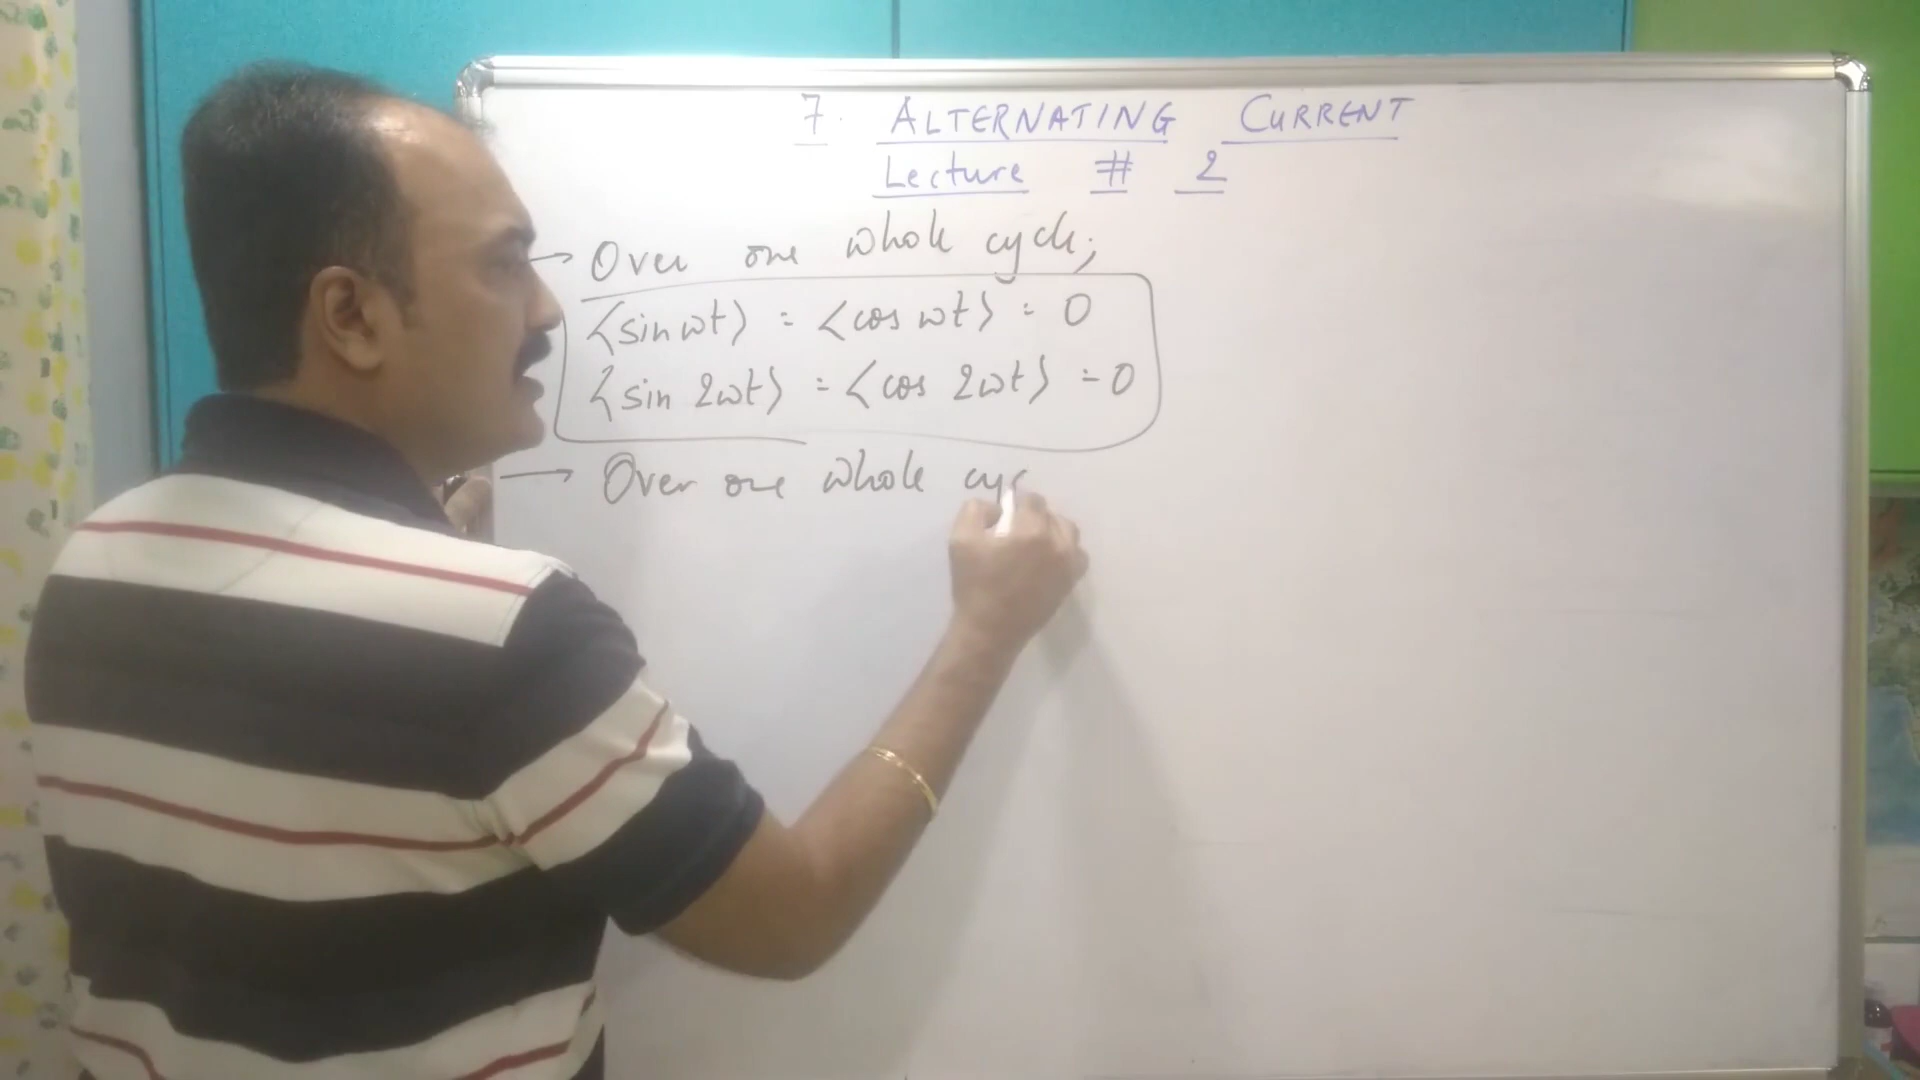 7. ALTERNATING CURRENT
Lecture # 2
→ Over one whole cycle;
⟨sin ωt⟩ = ⟨cos ωt⟩ = 0
⟨sin 2ωt⟩ = ⟨cos 2ωt⟩ = 0
→ Over one whole cyc